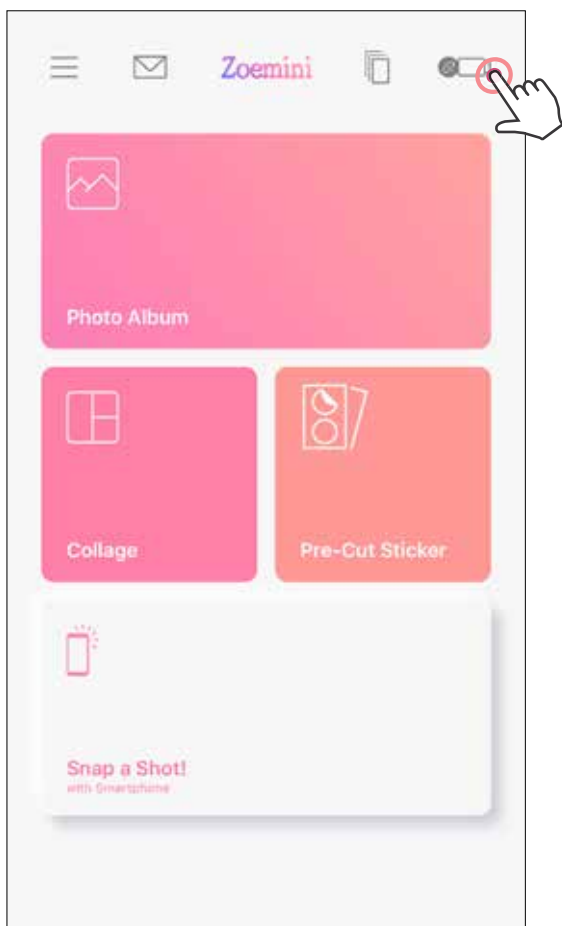 Zoemini
Photo Album
Collage
Pre-Cut Sticker
Snap a Shot!
with Smartphone